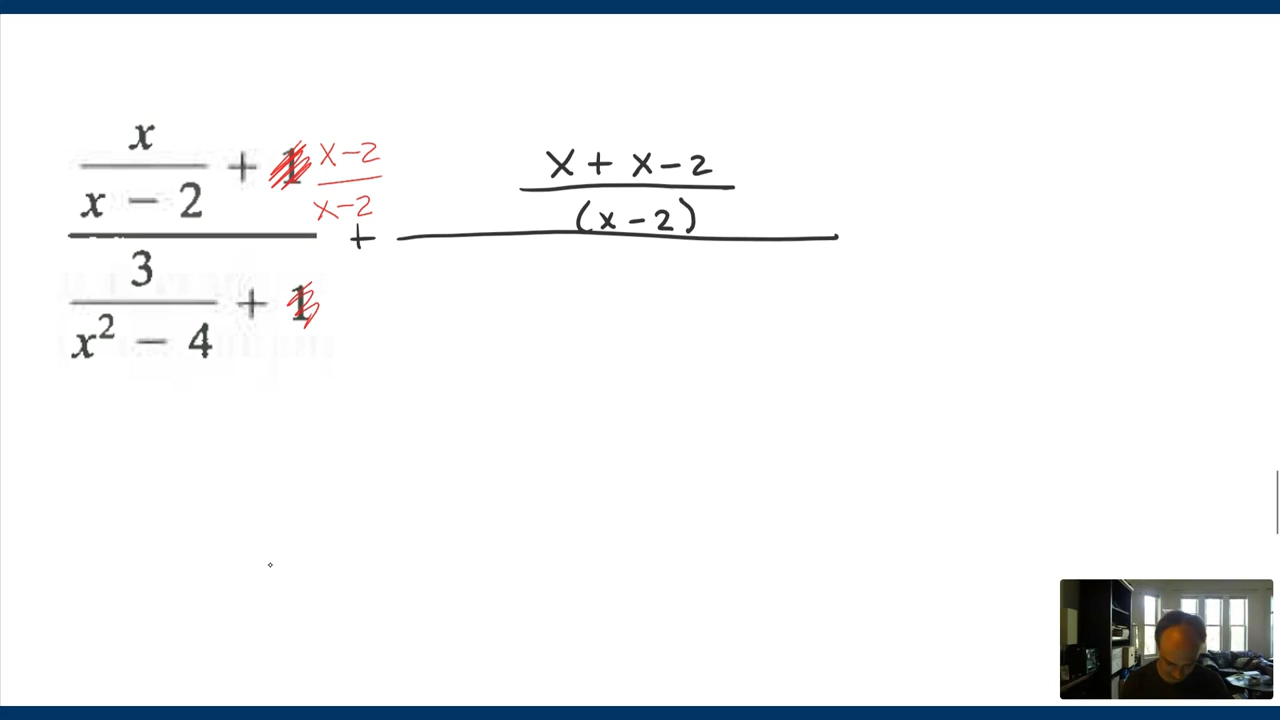 x
x − 2
+ 1
x−2
x−2
3
x² − 4
+ 1
+
x + x − 2
(x − 2)